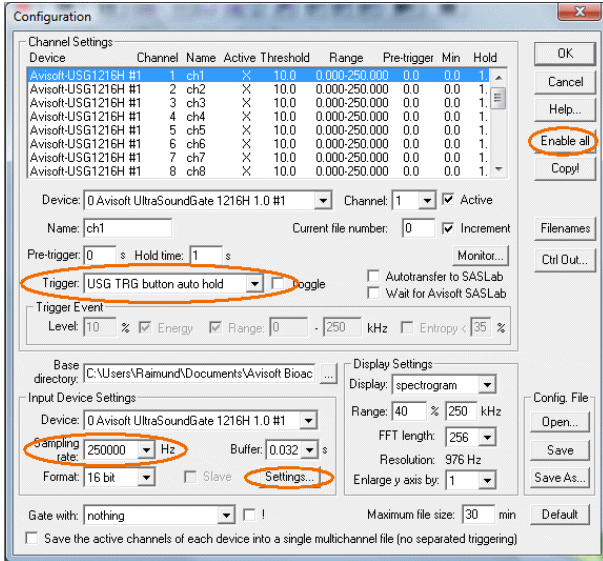 Configuration
Channel Settings
Device Channel Name Active Threshold Range Pre-trigger Min Hold
Avisoft-USG1216H #1 1 ch1 X 10.0 0.000-250.000 0.0 0.0 1.
Avisoft-USG1216H #1 2 ch2 X 10.0 0.000-250.000 0.0 0.0 1.
Avisoft-USG1216H #1 3 ch3 X 10.0 0.000-250.000 0.0 0.0 1.
Avisoft-USG1216H #1 4 ch4 X 10.0 0.000-250.000 0.0 0.0 1.
Avisoft-USG1216H #1 5 ch5 X 10.0 0.000-250.000 0.0 0.0 1.
Avisoft-USG1216H #1 6 ch6 X 10.0 0.000-250.000 0.0 0.0 1.
Avisoft-USG1216H #1 7 ch7 X 10.0 0.000-250.000 0.0 0.0 1.
Avisoft-USG1216H #1 8 ch8 X 10.0 0.000-250.000 0.0 0.0 1.
OK
Cancel
Help...
Enable all
Copy!
Device: 0 Avisoft UltraSoundGate 1216H 1.0 #1 Channel: 1 Active
Name: ch1 Current file number: 0 Increment
Filenames
Pre-trigger: 0 s Hold time: 1 s Monitor...
Ctrl Out...
Trigger: USG TRG button auto hold toggle
Autotransfer to SASLab
Wait for Avisoft SASLab
Trigger Event
Level: 10 % Energy Range: 0 - 250 kHz Entropy < 35 %
Base
directory: C:\Users\Raimund\Documents\Avisoft Bioac ...
Input Device Settings
Device: 0 Avisoft UltraSoundGate 1216H 1.0 #1
Sampling
rate: 250000 Hz Buffer: 0.032 s
Format: 16 bit Slave Settings...
Display Settings
Display: spectrogram
Range: 40 % 250 kHz
FFT length: 256
Resolution: 976 Hz
Enlarge y axis by: 1
Config. File
Open...
Save
Save As...
Gate with: nothing ! Maximum file size: 30 min Default
Save the active channels of each device into a single multichannel file (no separated triggering)